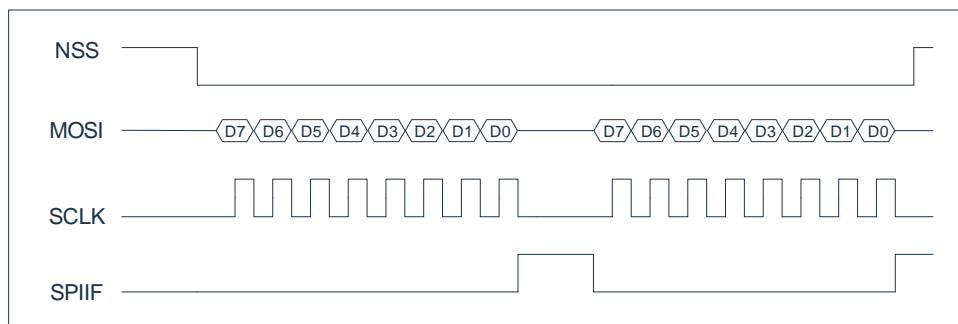 NSS
MOSI D7 D6 D5 D4 D3 D2 D1 D0 D7 D6 D5 D4 D3 D2 D1 D0
SCLK
SPIIF